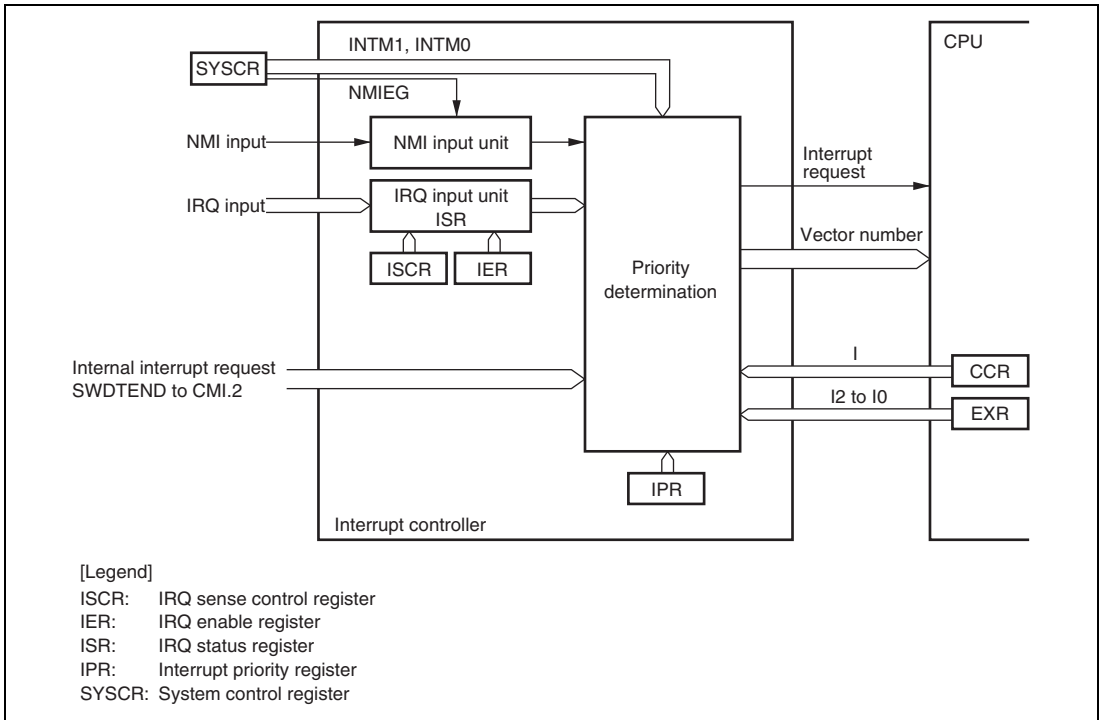 INTM1, INTM0
CPU
SYSCR
NMIEG
NMI input
NMI input unit
Interrupt
request
IRQ input
IRQ input unit
ISR
Vector number
ISCR
IER
Priority
determination
Internal interrupt request
SWDTEND to CMI.2
I
CCR
I2 to I0
EXR
IPR
Interrupt controller
[Legend]
ISCR: IRQ sense control register
IER: IRQ enable register
ISR: IRQ status register
IPR: Interrupt priority register
SYSCR: System control register